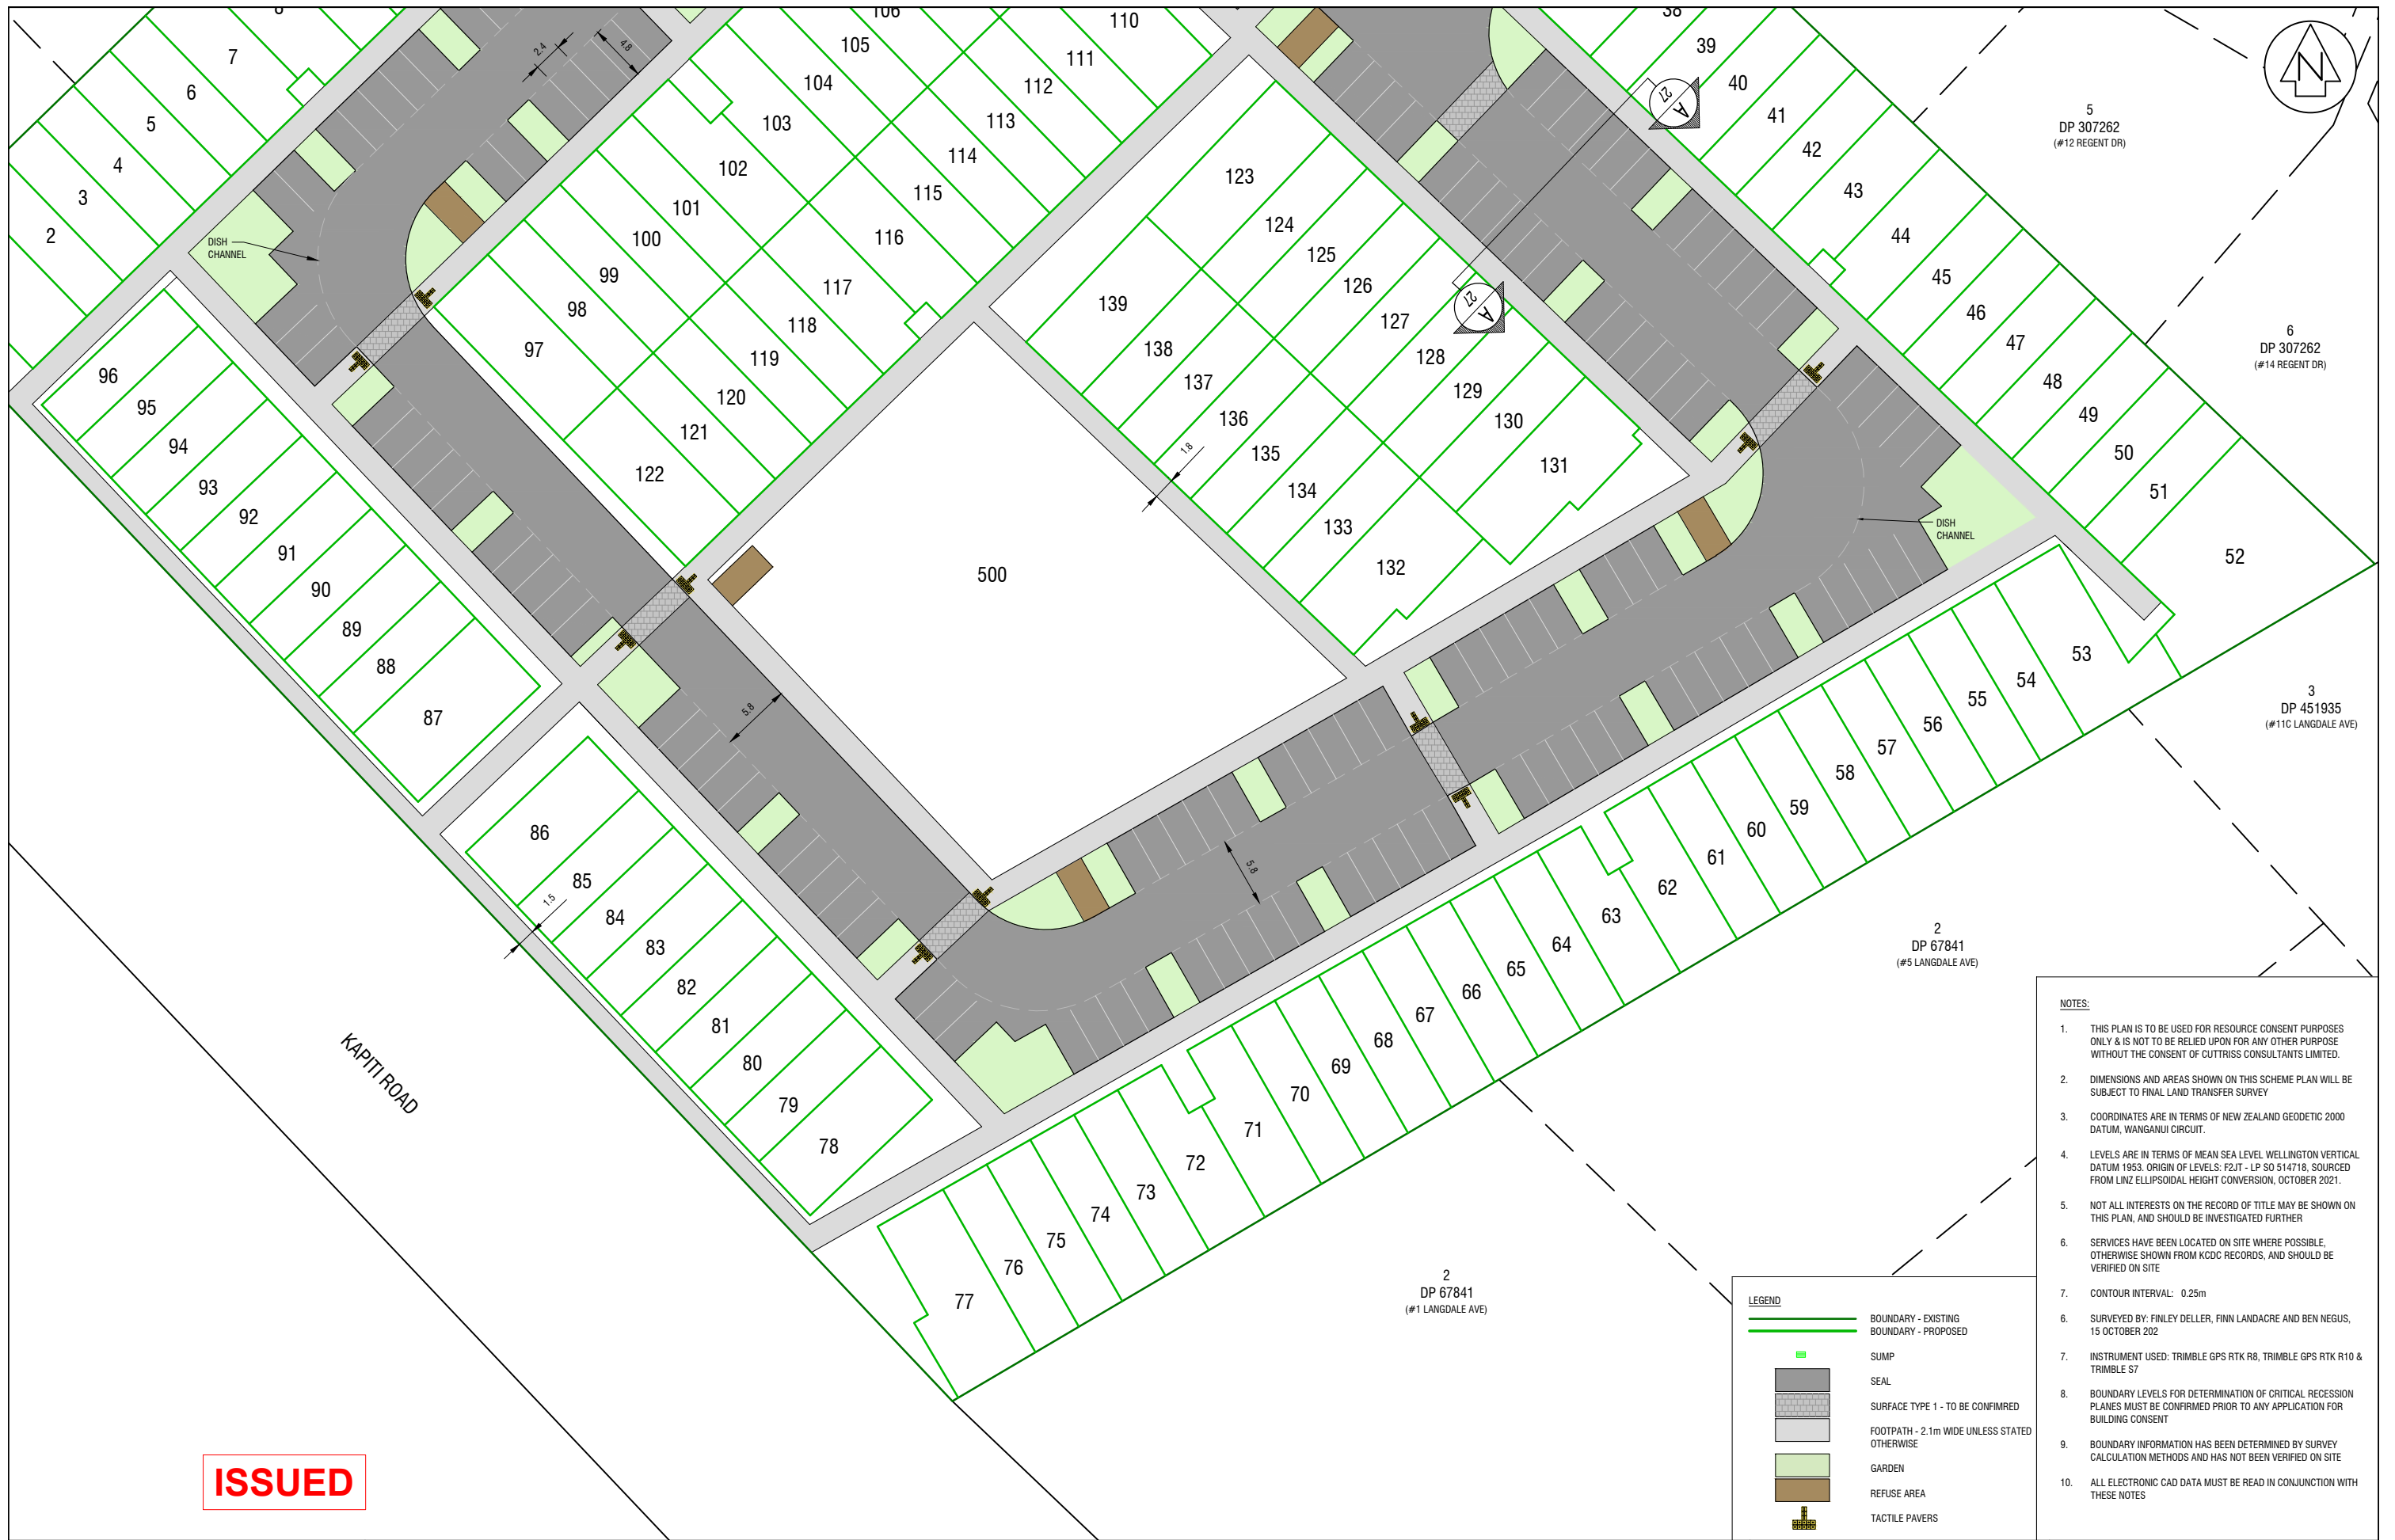 8
106
110
38
7
105
111
39
N
6
104
112
40
5
103
113
41
5
DP 307262
(#12 REGENT DR)
4
102
114
42
3
101
115
123
43
2
100
116
124
44
DISH
CHANNEL
99
117
125
45
98
118
139
126
46
6
DP 307262
(#14 REGENT DR)
97
119
138
127
47
96
120
137
128
48
95
121
136
129
49
94
122
135
130
50
93
134
131
51
92
133
DISH
CHANNEL
91
500
132
52
90
89
53
88
54
87
55
3
DP 451935
(#11C LANGDALE AVE)
56
57
58
86
59
85
60
84
61
83
62
82
63
81
64
2
DP 67841
(#5 LANGDALE AVE)
80
65
79
66
78
67
68
69
70
71
72
73
74
75
76
77
2.4
4.8
1.8
5.8
5.8
1.5
A
27
A
27
KAPITI ROAD
2
DP 67841
(#1 LANGDALE AVE)
ISSUED
LEGEND
BOUNDARY - EXISTING
BOUNDARY - PROPOSED
SUMP
SEAL
SURFACE TYPE 1 - TO BE CONFIMRED
FOOTPATH - 2.1m WIDE UNLESS STATED
OTHERWISE
GARDEN
REFUSE AREA
TACTILE PAVERS
NOTES:
1. THIS PLAN IS TO BE USED FOR RESOURCE CONSENT PURPOSES
ONLY & IS NOT TO BE RELIED UPON FOR ANY OTHER PURPOSE
WITHOUT THE CONSENT OF CUTTRISS CONSULTANTS LIMITED.
2. DIMENSIONS AND AREAS SHOWN ON THIS SCHEME PLAN WILL BE
SUBJECT TO FINAL LAND TRANSFER SURVEY
3. COORDINATES ARE IN TERMS OF NEW ZEALAND GEODETIC 2000
DATUM, WANGANUI CIRCUIT.
4. LEVELS ARE IN TERMS OF MEAN SEA LEVEL WELLINGTON VERTICAL
DATUM 1953. ORIGIN OF LEVELS: F2JT - LP SO 514718, SOURCED
FROM LINZ ELLIPSOIDAL HEIGHT CONVERSION, OCTOBER 2021.
5. NOT ALL INTERESTS ON THE RECORD OF TITLE MAY BE SHOWN ON
THIS PLAN, AND SHOULD BE INVESTIGATED FURTHER
6. SERVICES HAVE BEEN LOCATED ON SITE WHERE POSSIBLE,
OTHERWISE SHOWN FROM KCDC RECORDS, AND SHOULD BE
VERIFIED ON SITE
7. CONTOUR INTERVAL: 0.25m
6. SURVEYED BY: FINLEY DELLER, FINN LANDACRE AND BEN NEGUS,
15 OCTOBER 202
7. INSTRUMENT USED: TRIMBLE GPS RTK R8, TRIMBLE GPS RTK R10 &
TRIMBLE S7
8. BOUNDARY LEVELS FOR DETERMINATION OF CRITICAL RECESSION
PLANES MUST BE CONFIRMED PRIOR TO ANY APPLICATION FOR
BUILDING CONSENT
9. BOUNDARY INFORMATION HAS BEEN DETERMINED BY SURVEY
CALCULATION METHODS AND HAS NOT BEEN VERIFIED ON SITE
10. ALL ELECTRONIC CAD DATA MUST BE READ IN CONJUNCTION WITH
THESE NOTES